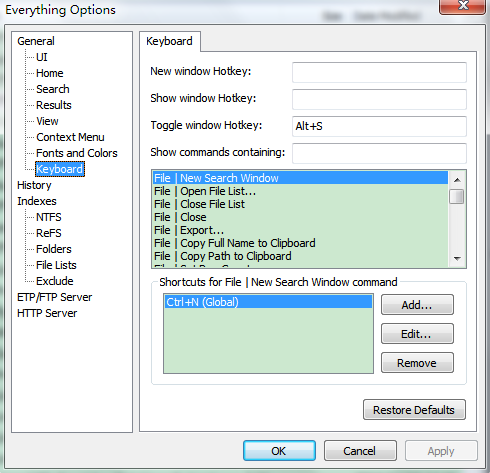 Everything Options
General
UI
Home
Search
Results
View
Context Menu
Fonts and Colors
Keyboard
History
Indexes
NTFS
ReFS
Folders
File Lists
Exclude
ETP/FTP Server
HTTP Server
Keyboard
New window Hotkey:
Show window Hotkey:
Toggle window Hotkey: Alt+S
Show commands containing:
File | New Search Window
File | Open File List...
File | Close File List
File | Close
File | Export...
File | Copy Full Name to Clipboard
File | Copy Path to Clipboard
Shortcuts for File | New Search Window command
Ctrl+N (Global)
Add...
Edit...
Remove
Restore Defaults
OK Cancel Apply